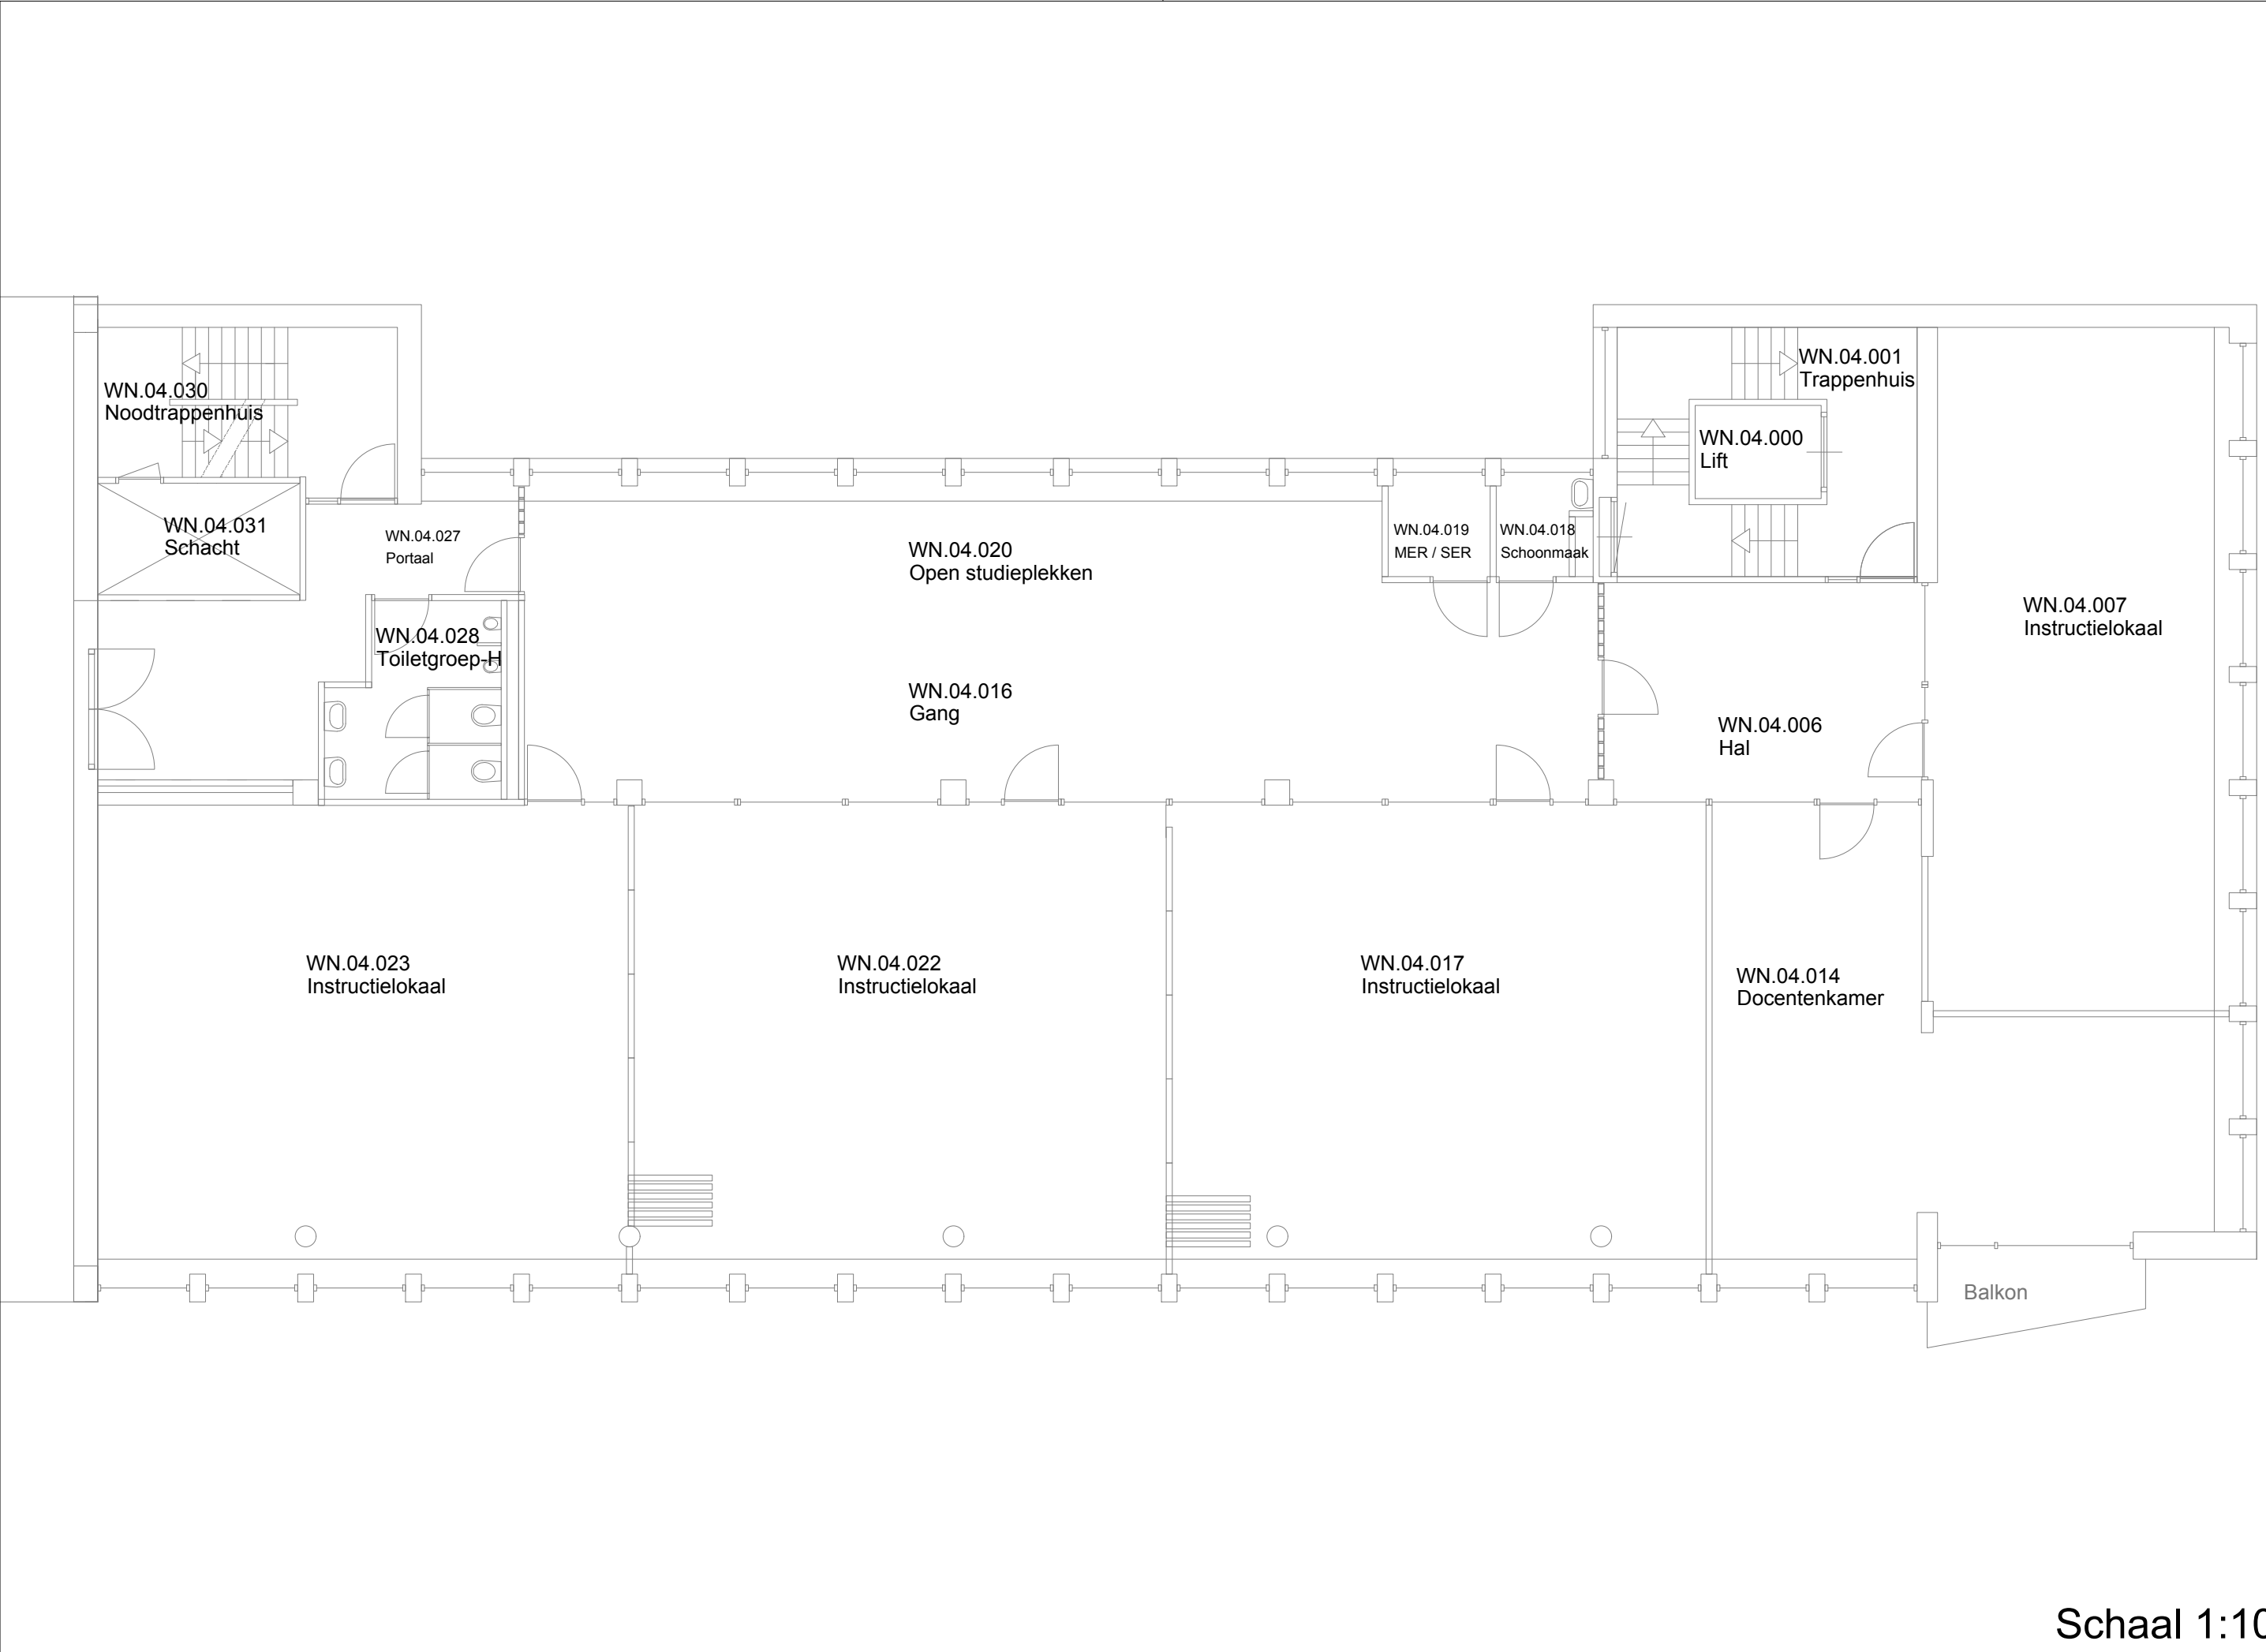 WN.04.030
Noodtrappenhuis
WN.04.031
Schacht
WN.04.027
Portaal
WN.04.028
Toiletgroep-H
WN.04.020
Open studieplekken
WN.04.016
Gang
WN.04.019
MER / SER
WN.04.018
Schoonmaak
WN.04.001
Trappenhuis
WN.04.000
Lift
WN.04.006
Hal
WN.04.007
Instructielokaal
WN.04.023
Instructielokaal
WN.04.022
Instructielokaal
WN.04.017
Instructielokaal
WN.04.014
Docentenkamer
Balkon
Schaal 1:10